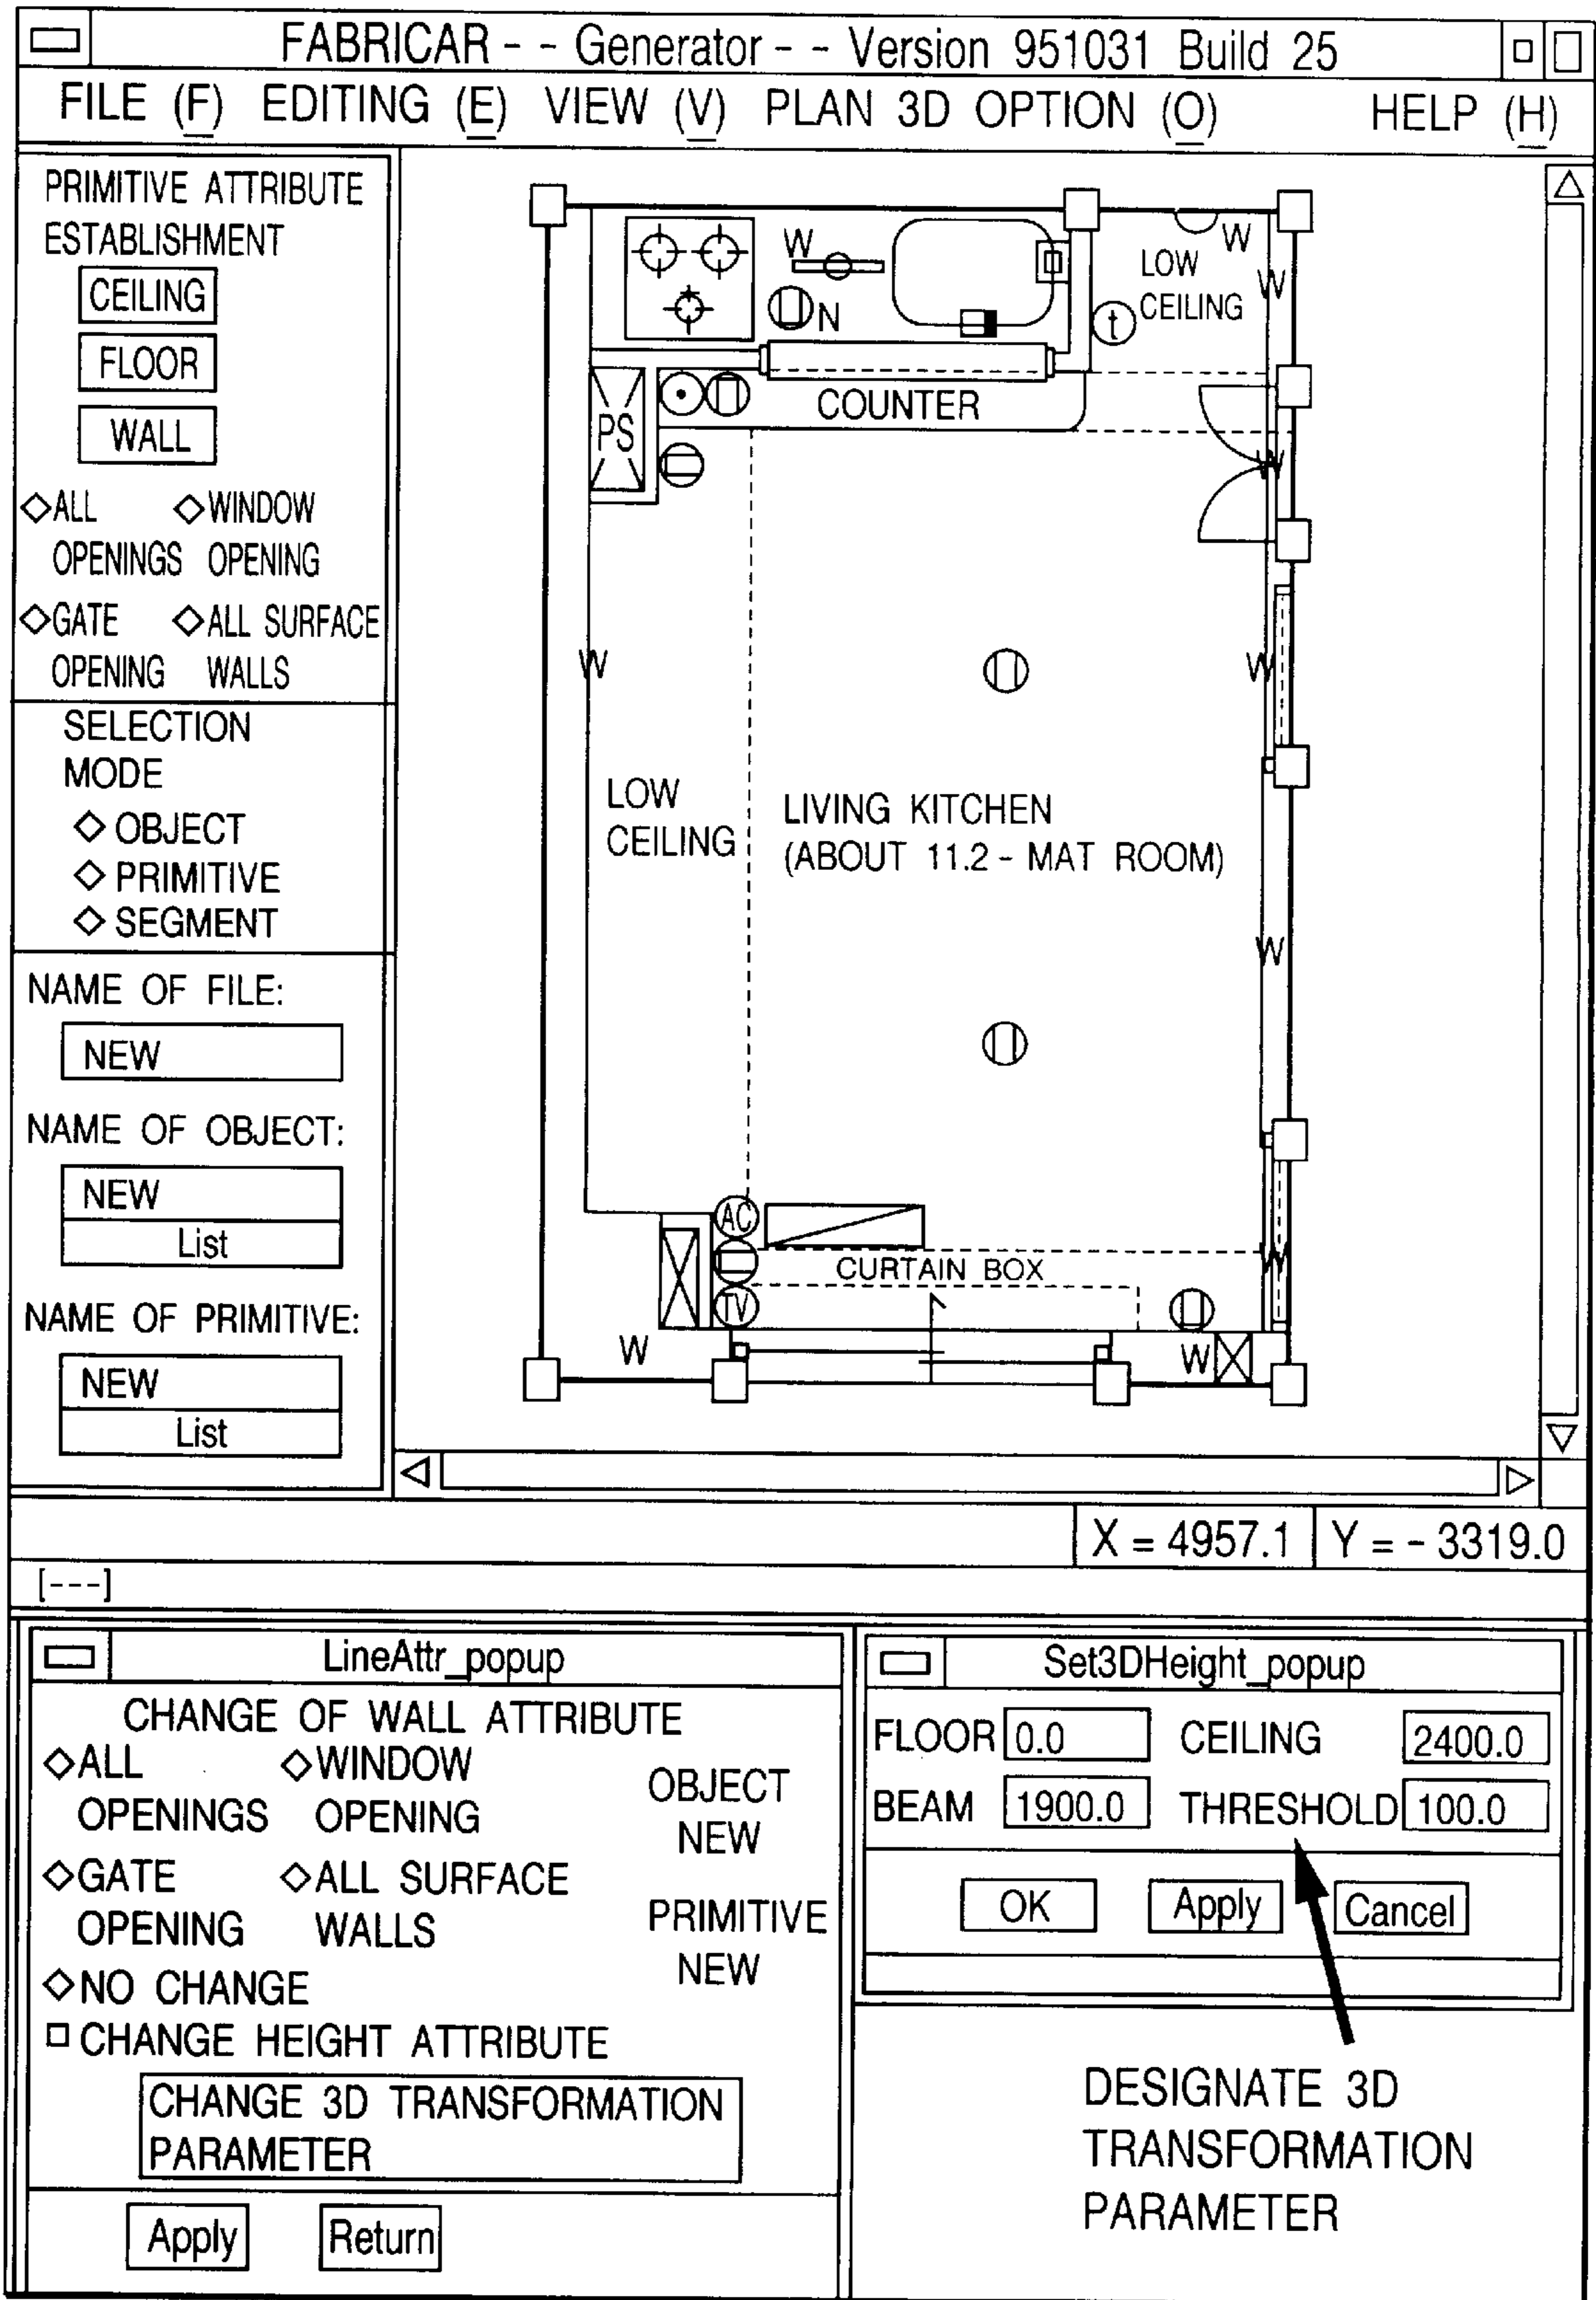 FABRICAR - - Generator - - Version 951031 Build 25
FILE (F) EDITING (E) VIEW (V) PLAN 3D OPTION (O) HELP (H)
PRIMITIVE ATTRIBUTE
ESTABLISHMENT
CEILING
FLOOR
WALL
◇ALL ◇WINDOW
OPENINGS OPENING
◇GATE ◇ALL SURFACE
OPENING WALLS
SELECTION
MODE
◇ OBJECT
◇ PRIMITIVE
◇ SEGMENT
NAME OF FILE:
NEW
NAME OF OBJECT:
NEW
List
NAME OF PRIMITIVE:
NEW
List
W
W
LOW
CEILING
W
N
t
COUNTER
PS
W
W
W
LOW
CEILING
LIVING KITCHEN
(ABOUT 11.2 - MAT ROOM)
W
AC
CURTAIN BOX
W
TV
W
W
X = 4957.1 Y = - 3319.0
[---]
LineAttr_popup
CHANGE OF WALL ATTRIBUTE
◇ALL ◇WINDOW
OPENINGS OPENING
OBJECT
NEW
◇GATE ◇ALL SURFACE
OPENING WALLS
PRIMITIVE
NEW
◇NO CHANGE
□ CHANGE HEIGHT ATTRIBUTE
CHANGE 3D TRANSFORMATION
PARAMETER
Apply Return
Set3DHeight_popup
FLOOR 0.0 CEILING 2400.0
BEAM 1900.0 THRESHOLD 100.0
OK Apply Cancel
DESIGNATE 3D
TRANSFORMATION
PARAMETER